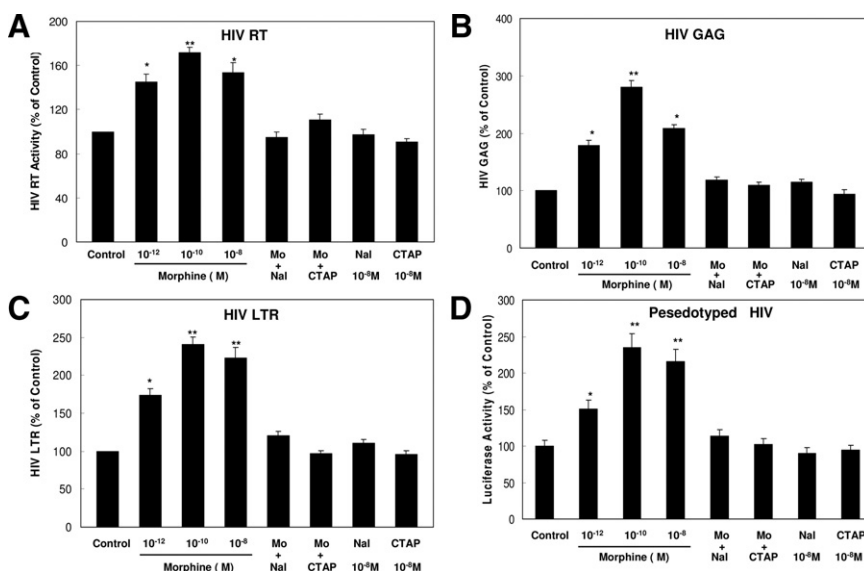 A
HIV RT
HIV RT Activity (% of Control)
200
160
120
80
40
0
* ** *
Control 10-12 10-10 10-8 Mo + Nal Mo + CTAP Nal 10-8M CTAP 10-8M
Morphine ( M)
B
HIV GAG
HIV GAG (% of Control)
400
300
200
100
0
* ** *
Control 10-12 10-10 10-8 Mo + Nal Mo + CTAP Nal 10-8M CTAP 10-8M
Morphine ( M)
C
HIV LTR
HIV LTR (% of Control)
300
250
200
150
100
50
0
* ** **
Control 10-12 10-10 10-8 Mo + Nal Mo + CTAP Nal 10-8M CTAP 10-8M
Morphine ( M)
D
Pesedotyped HIV
Luciferase Activity (% of Control)
300
250
200
150
100
50
0
* ** **
Control 10-12 10-10 10-8 Mo + Nal Mo + CTAP Nal 10-8M CTAP 10-8M
Morphine ( M)